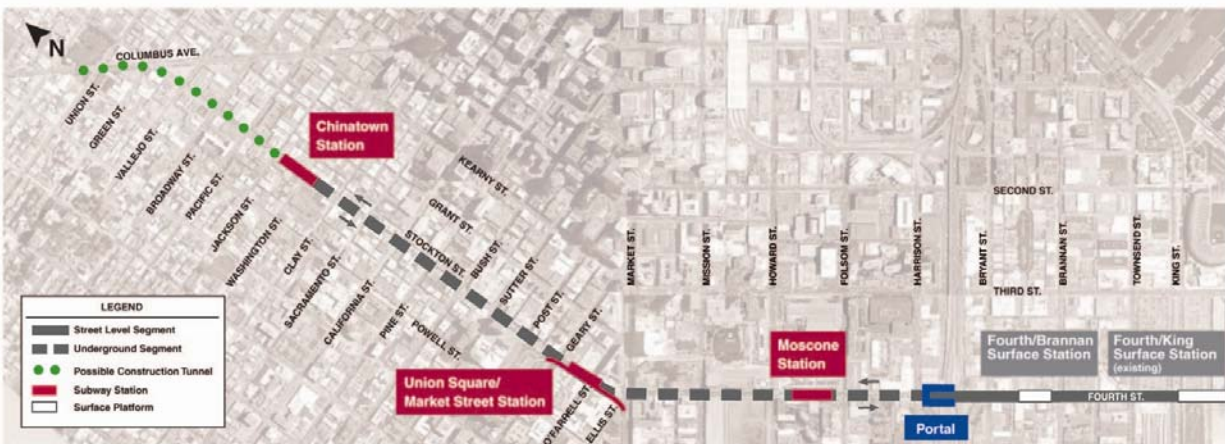 N
COLUMBUS AVE.
UNION ST.
GREEN ST.
VALLEJO ST.
BROADWAY ST.
PACIFIC ST.
JACKSON ST.
WASHINGTON ST.
CLAY ST.
SACRAMENTO ST.
CALIFORNIA ST.
PINE ST.
POWELL ST.
Chinatown
Station
KEARNY ST.
GRANT ST.
STOCKTON ST.
BUSH ST.
SUTTER ST.
POST ST.
GEARY ST.
O'FARRELL ST.
ELLIS ST.
Union Square/
Market Street Station
MARKET ST.
MISSION ST.
HOWARD ST.
FOLSOM ST.
HARRISON ST.
BRYANT ST.
BRANNAN ST.
TOWNSEND ST.
KING ST.
SECOND ST.
THIRD ST.
Moscone
Station
Fourth/Brannan
Surface Station
Fourth/King
Surface Station
(existing)
FOURTH ST.
Portal
LEGEND
Street Level Segment
Underground Segment
Possible Construction Tunnel
Subway Station
Surface Platform